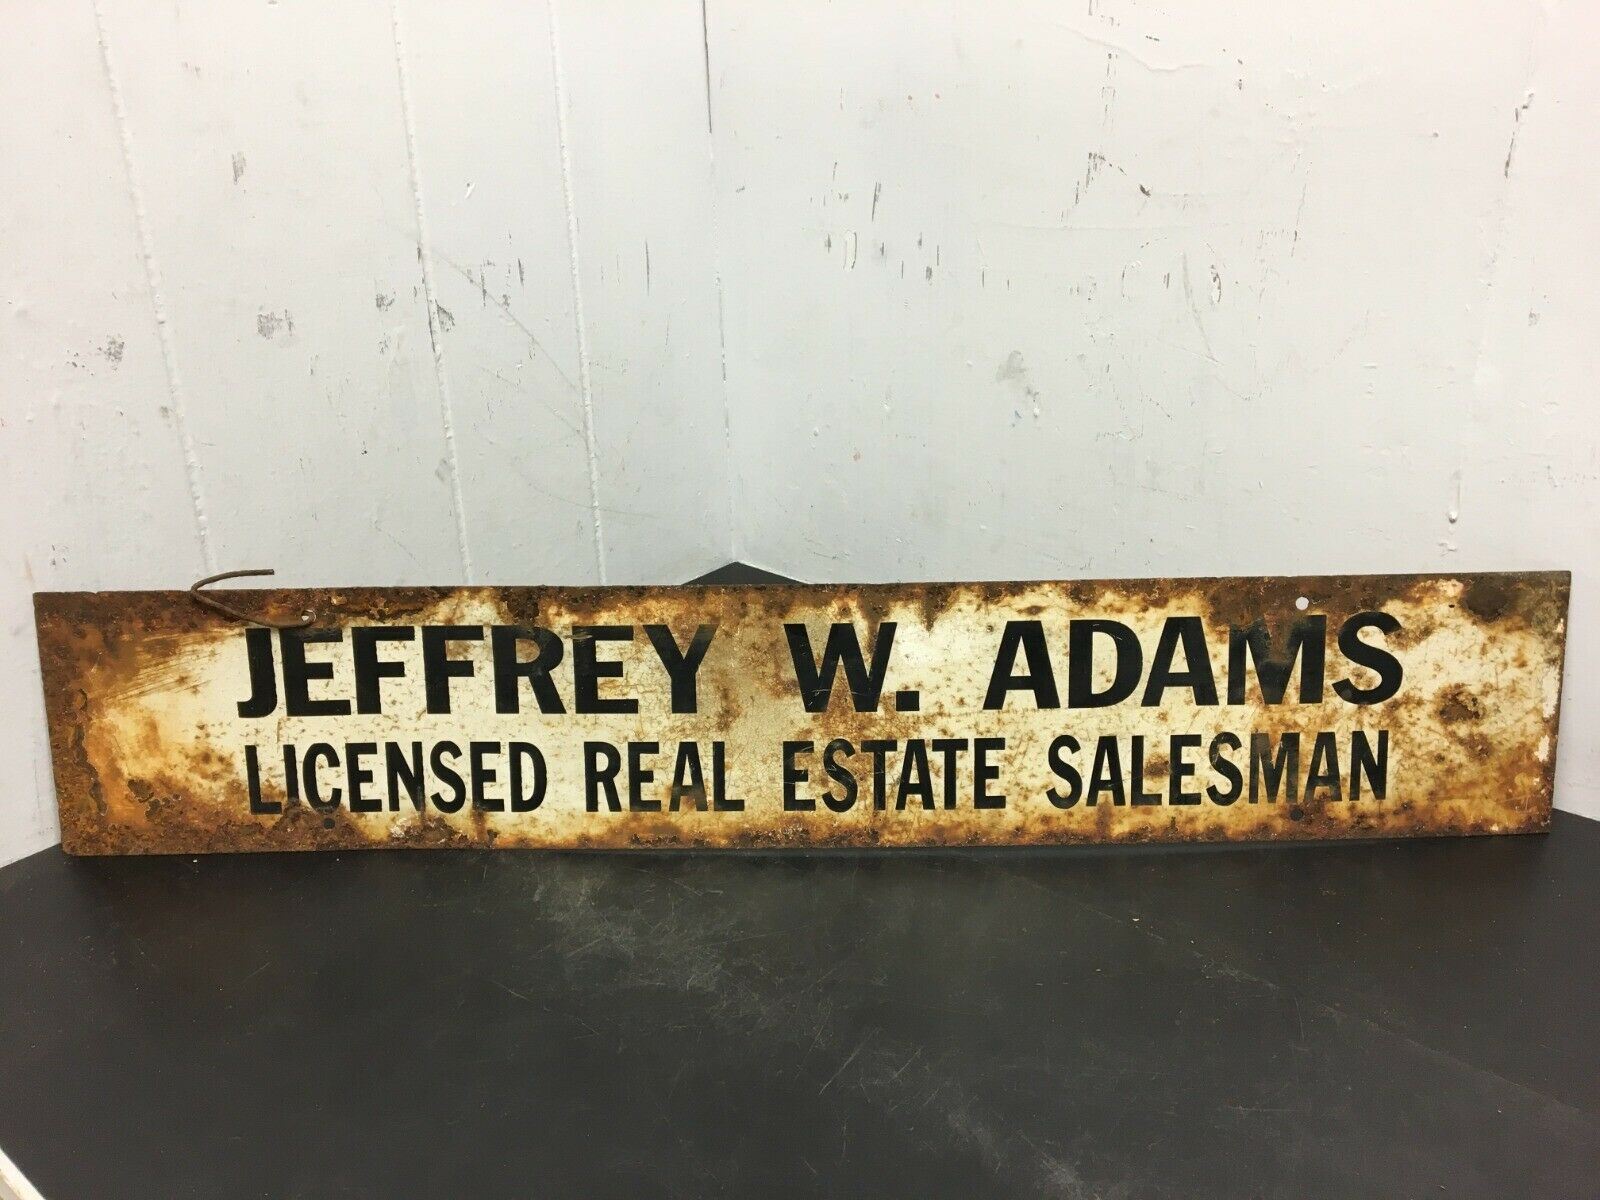 JEFFREY W. ADAMS
LICENSED REAL ESTATE SALESMAN